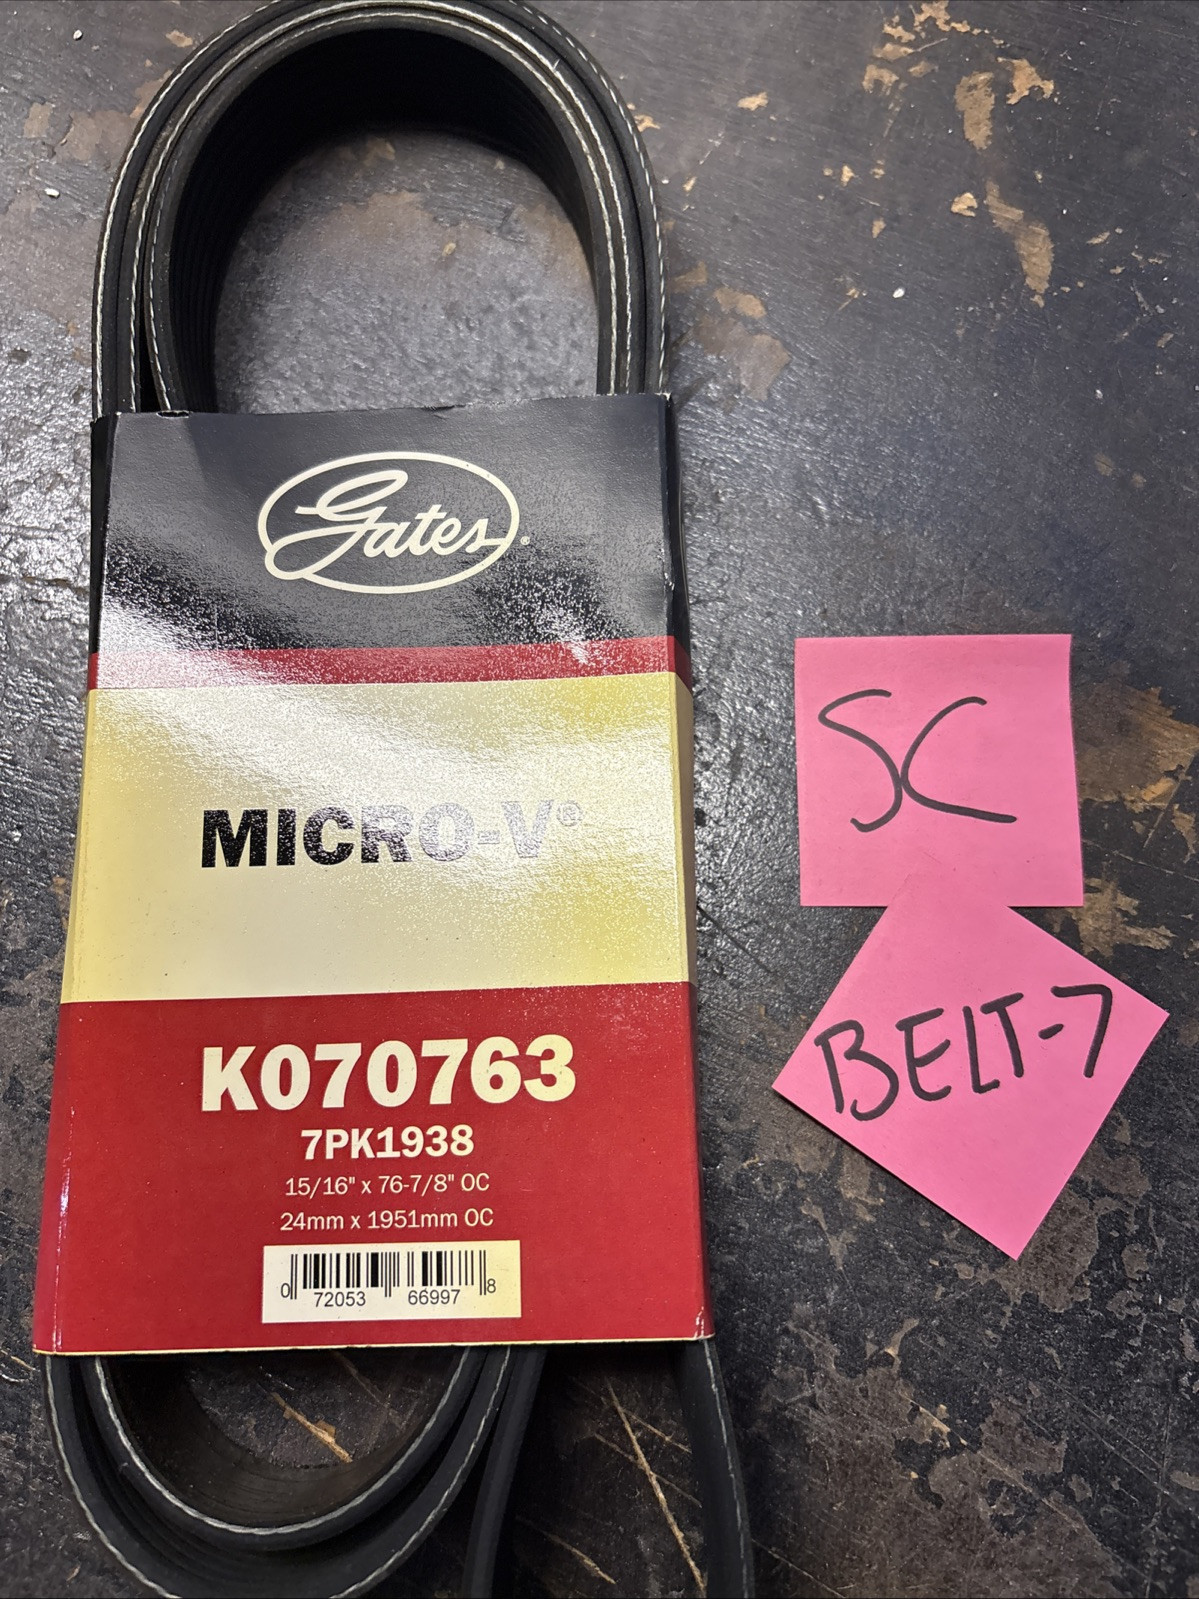 Gates®
MICRO-V®
K070763
7PK1938
15/16" x 76-7/8" OC
24mm x 1951mm OC
0 72053 66997 8
SC
BELT-7